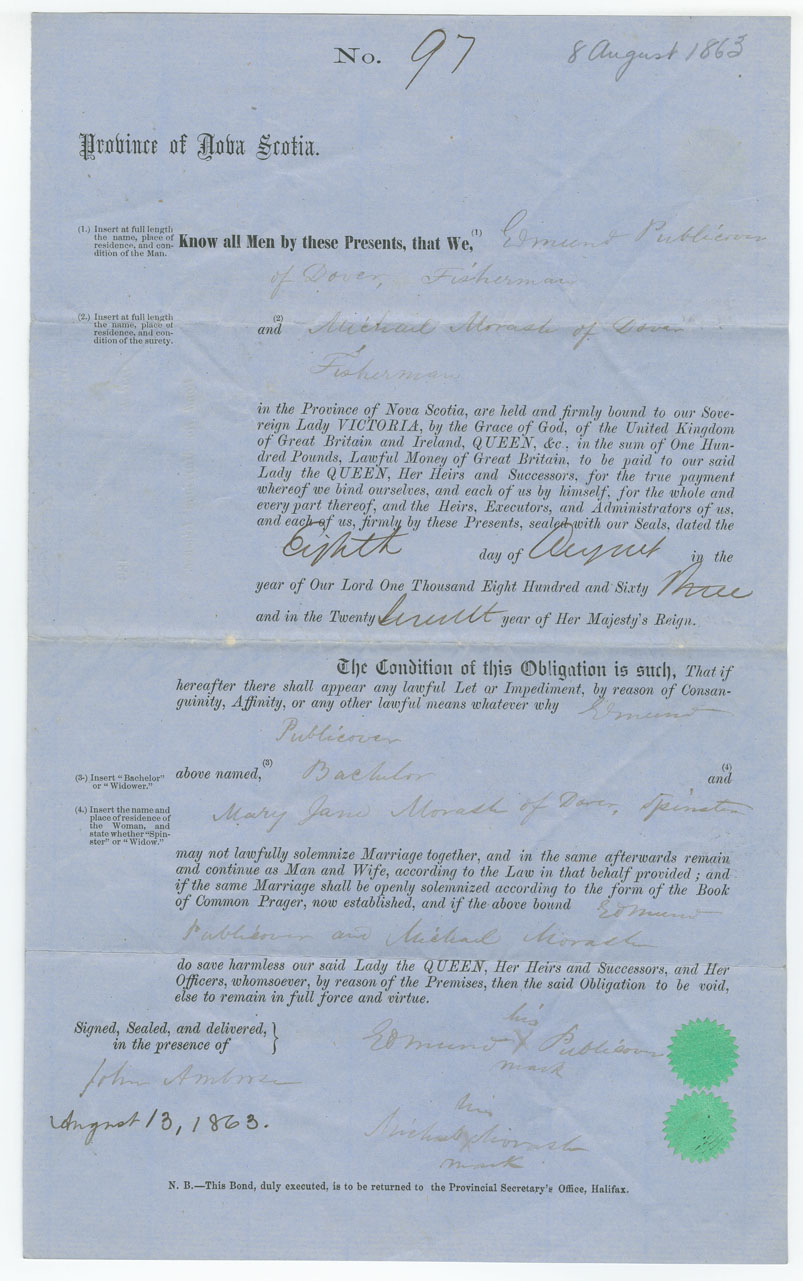 No. 97
8 August 1863
Province of Nova Scotia.
(1.) Insert at full length
the name, place of
residence, and con-
dition of the Man.
Know all Men by these Presents, that We, (1) Edmund Publicover
of Dover, Fisherman
(2.) Insert at full length
the name, place of
residence, and con-
dition of the surety.
(2)
and Michael Morash of Dover
Fisherman
in the Province of Nova Scotia, are held and firmly bound to our Sove-
reign Lady VICTORIA, by the Grace of God, of the United Kingdom
of Great Britain and Ireland, QUEEN, &c., in the sum of One Hun-
dred Pounds, Lawful Money of Great Britain, to be paid to our said
Lady the QUEEN, Her Heirs and Successors, for the true payment
whereof we bind ourselves, and each of us by himself, for the whole and
every part thereof, and the Heirs, Executors, and Administrators of us,
and each of us, firmly by these Presents, sealed with our Seals, dated the
Eighth day of August in the
year of Our Lord One Thousand Eight Hundred and Sixty Three
and in the Twenty Seventh year of Her Majesty's Reign.
The Condition of this Obligation is such, That if
hereafter there shall appear any lawful Let or Impediment, by reason of Consan-
guinity, Affinity, or any other lawful means whatever why Edmund
Publicover
(3.) Insert "Bachelor"
or "Widower."
above named, (3) Bachelor (4) and
(4.) Insert the name and
place of residence of
the Woman, and
state whether "Spin-
ster" or "Widow."
Mary Jane Morash of Dover, Spinster
may not lawfully solemnize Marriage together, and in the same afterwards remain
and continue as Man and Wife, according to the Law in that behalf provided; and
if the same Marriage shall be openly solemnized according to the form of the Book
of Common Prager, now established, and if the above bound Edmund
Publicover and Michael Morash
do save harmless our said Lady the QUEEN, Her Heirs and Successors, and Her
Officers, whomsoever, by reason of the Premises, then the said Obligation to be void,
else to remain in full force and virtue.
Signed, Sealed, and delivered,
in the presence of
his
Edmund X Publicover
mark
John Ambrose
August 13, 1863.
his
Michael X Morash
mark
N. B.—This Bond, duly executed, is to be returned to the Provincial Secretary's Office, Halifax.